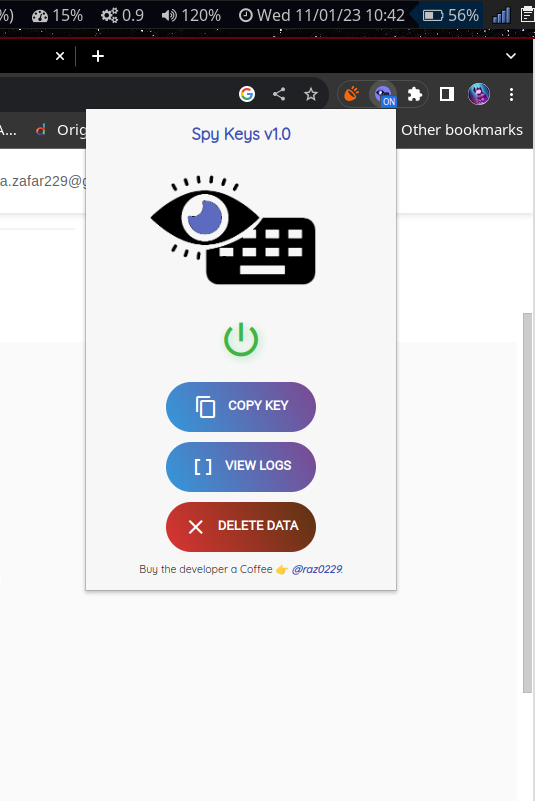 %) 15% 0.9 120% Wed 11/01/23 10:42 56%
ON
A... Orig Other bookmarks
a.zafar229@g
Spy Keys v1.0
COPY KEY
VIEW LOGS
DELETE DATA
Buy the developer a Coffee 👉 @raz0229.